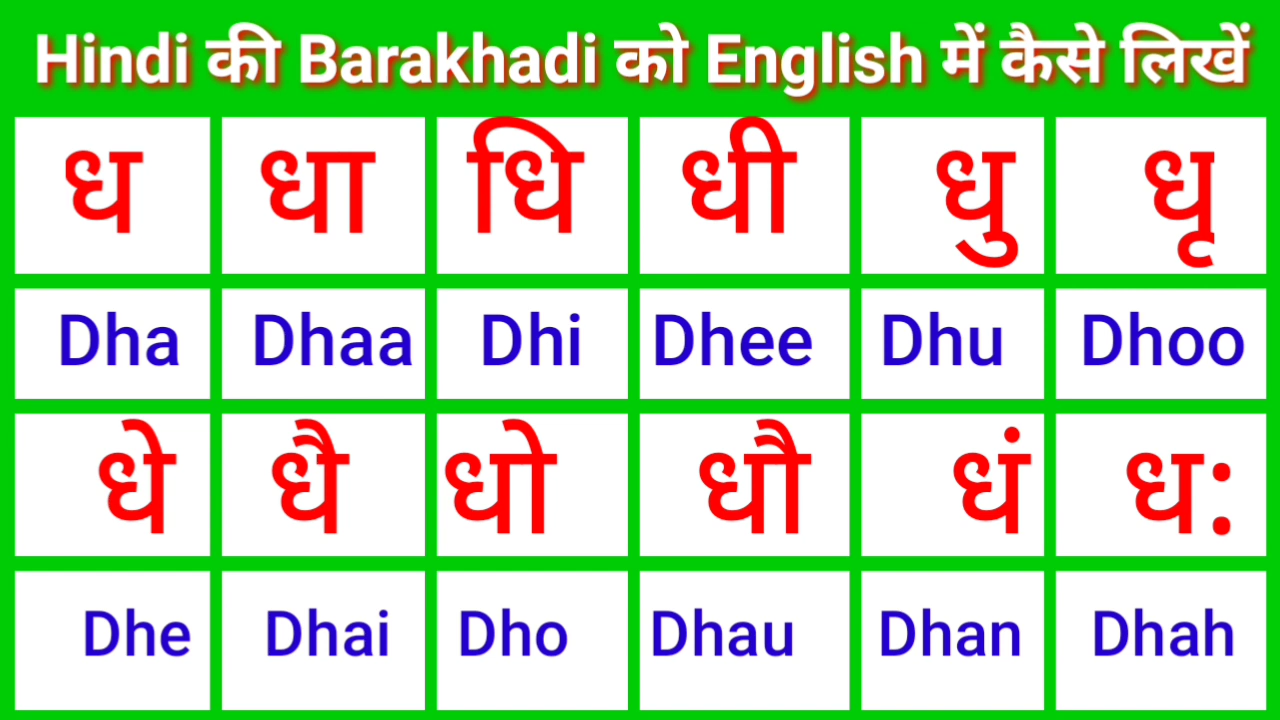 Hindi की Barakhadi को English में कैसे लिखें
ध धा धि धी धु धृ
Dha Dhaa Dhi Dhee Dhu Dhoo
धे धै धो धौ धं ध:
Dhe Dhai Dho Dhau Dhan Dhah